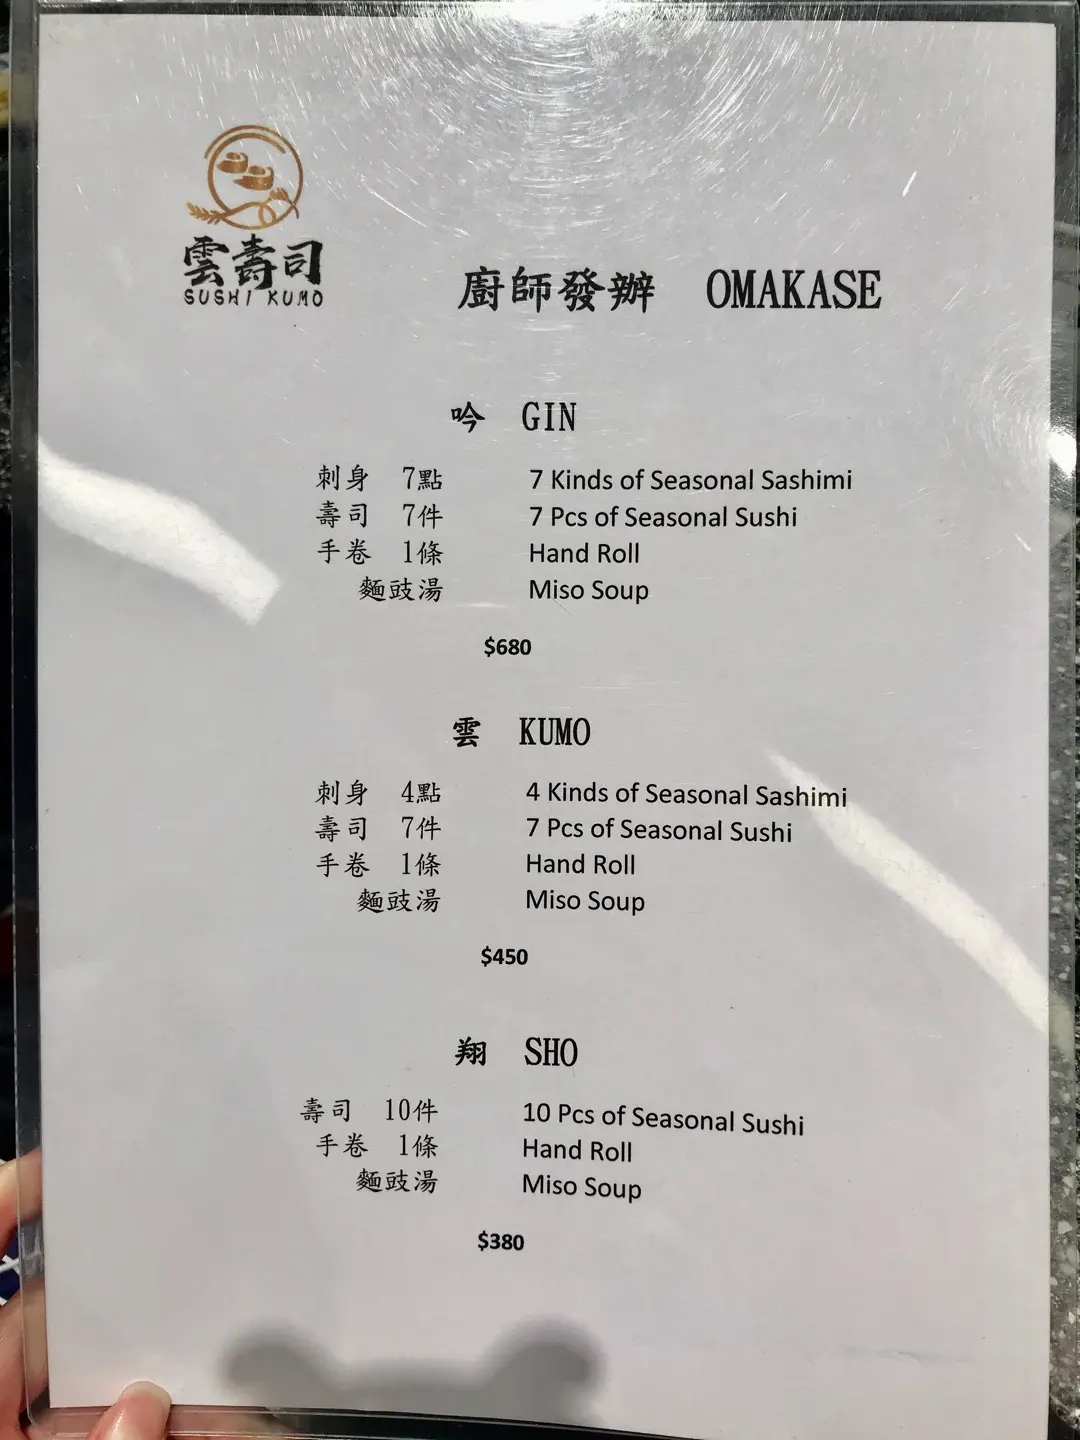 雲壽司
SUSHI KUMO
廚師發辦 OMAKASE
吟 GIN
刺身 7點 7 Kinds of Seasonal Sashimi
壽司 7件 7 Pcs of Seasonal Sushi
手卷 1條 Hand Roll
麵豉湯 Miso Soup
$680
雲 KUMO
刺身 4點 4 Kinds of Seasonal Sashimi
壽司 7件 7 Pcs of Seasonal Sushi
手卷 1條 Hand Roll
麵豉湯 Miso Soup
$450
翔 SHO
壽司 10件 10 Pcs of Seasonal Sushi
手卷 1條 Hand Roll
麵豉湯 Miso Soup
$380